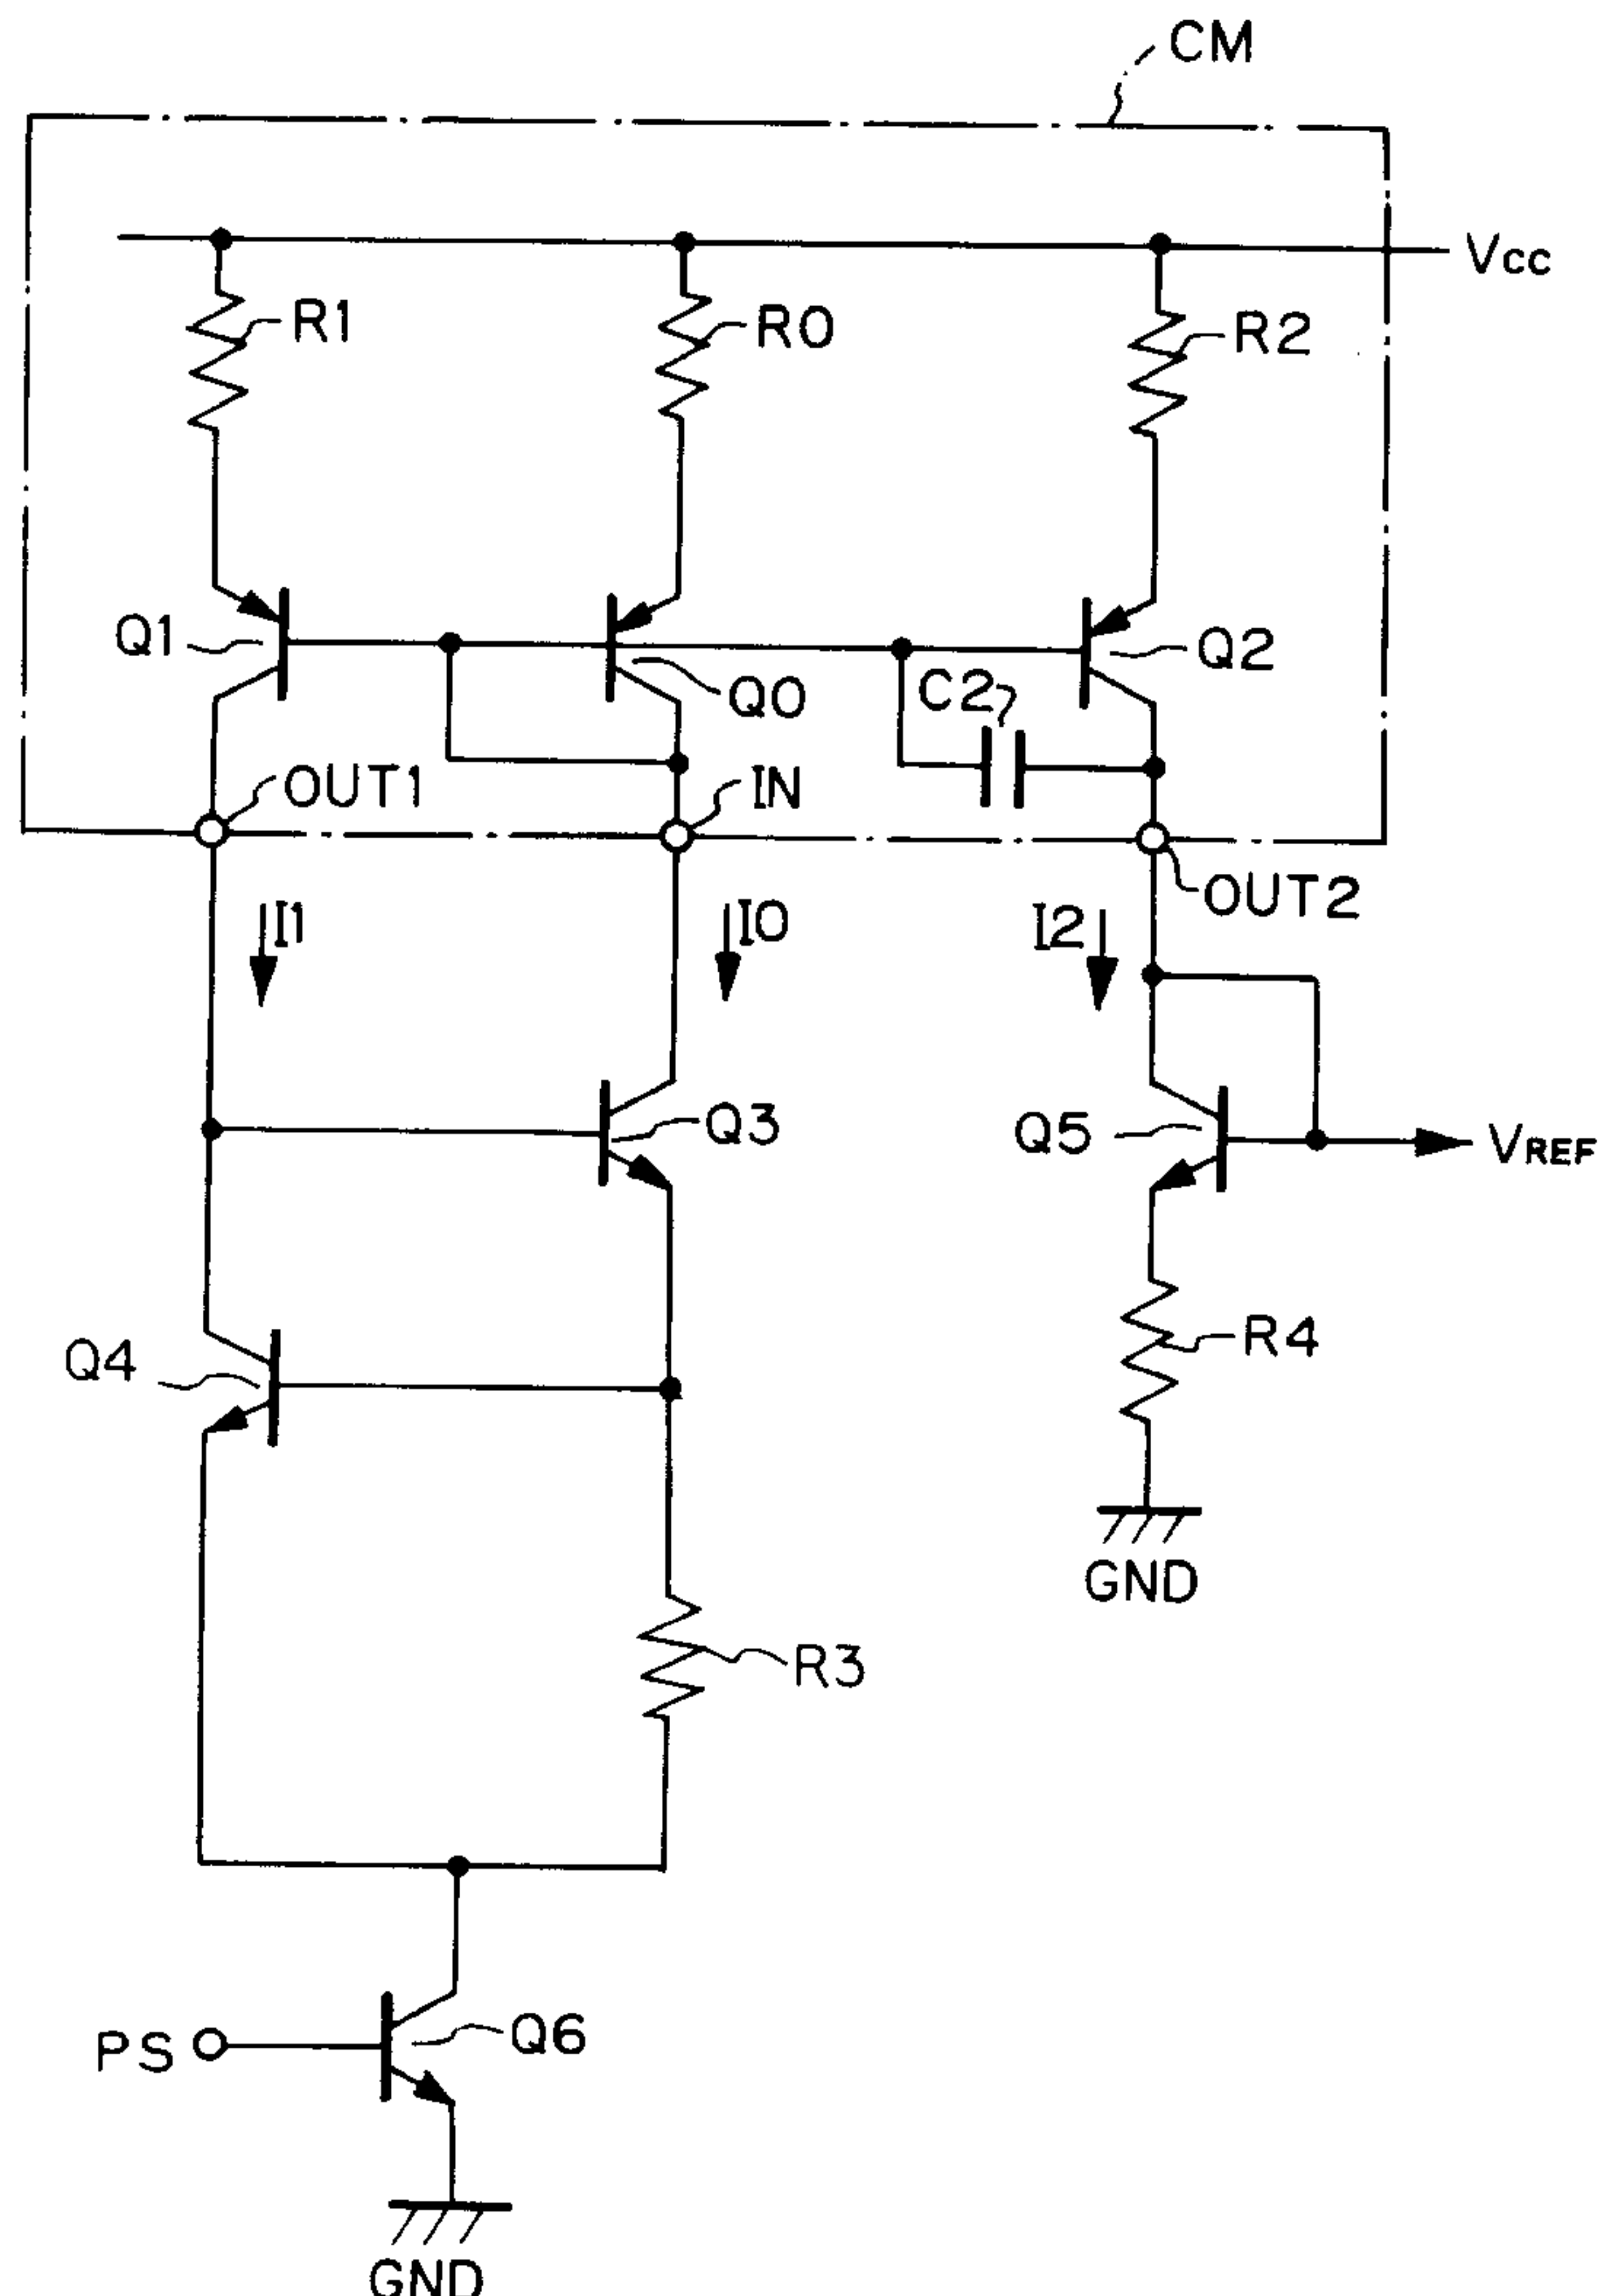 CM
Vcc
R1
R0
R2
Q1
Q0
C2
Q2
OUT1
IN
OUT2
I1
I0
I2
Q3
Q5
VREF
Q4
R4
GND
R3
PS
Q6
GND